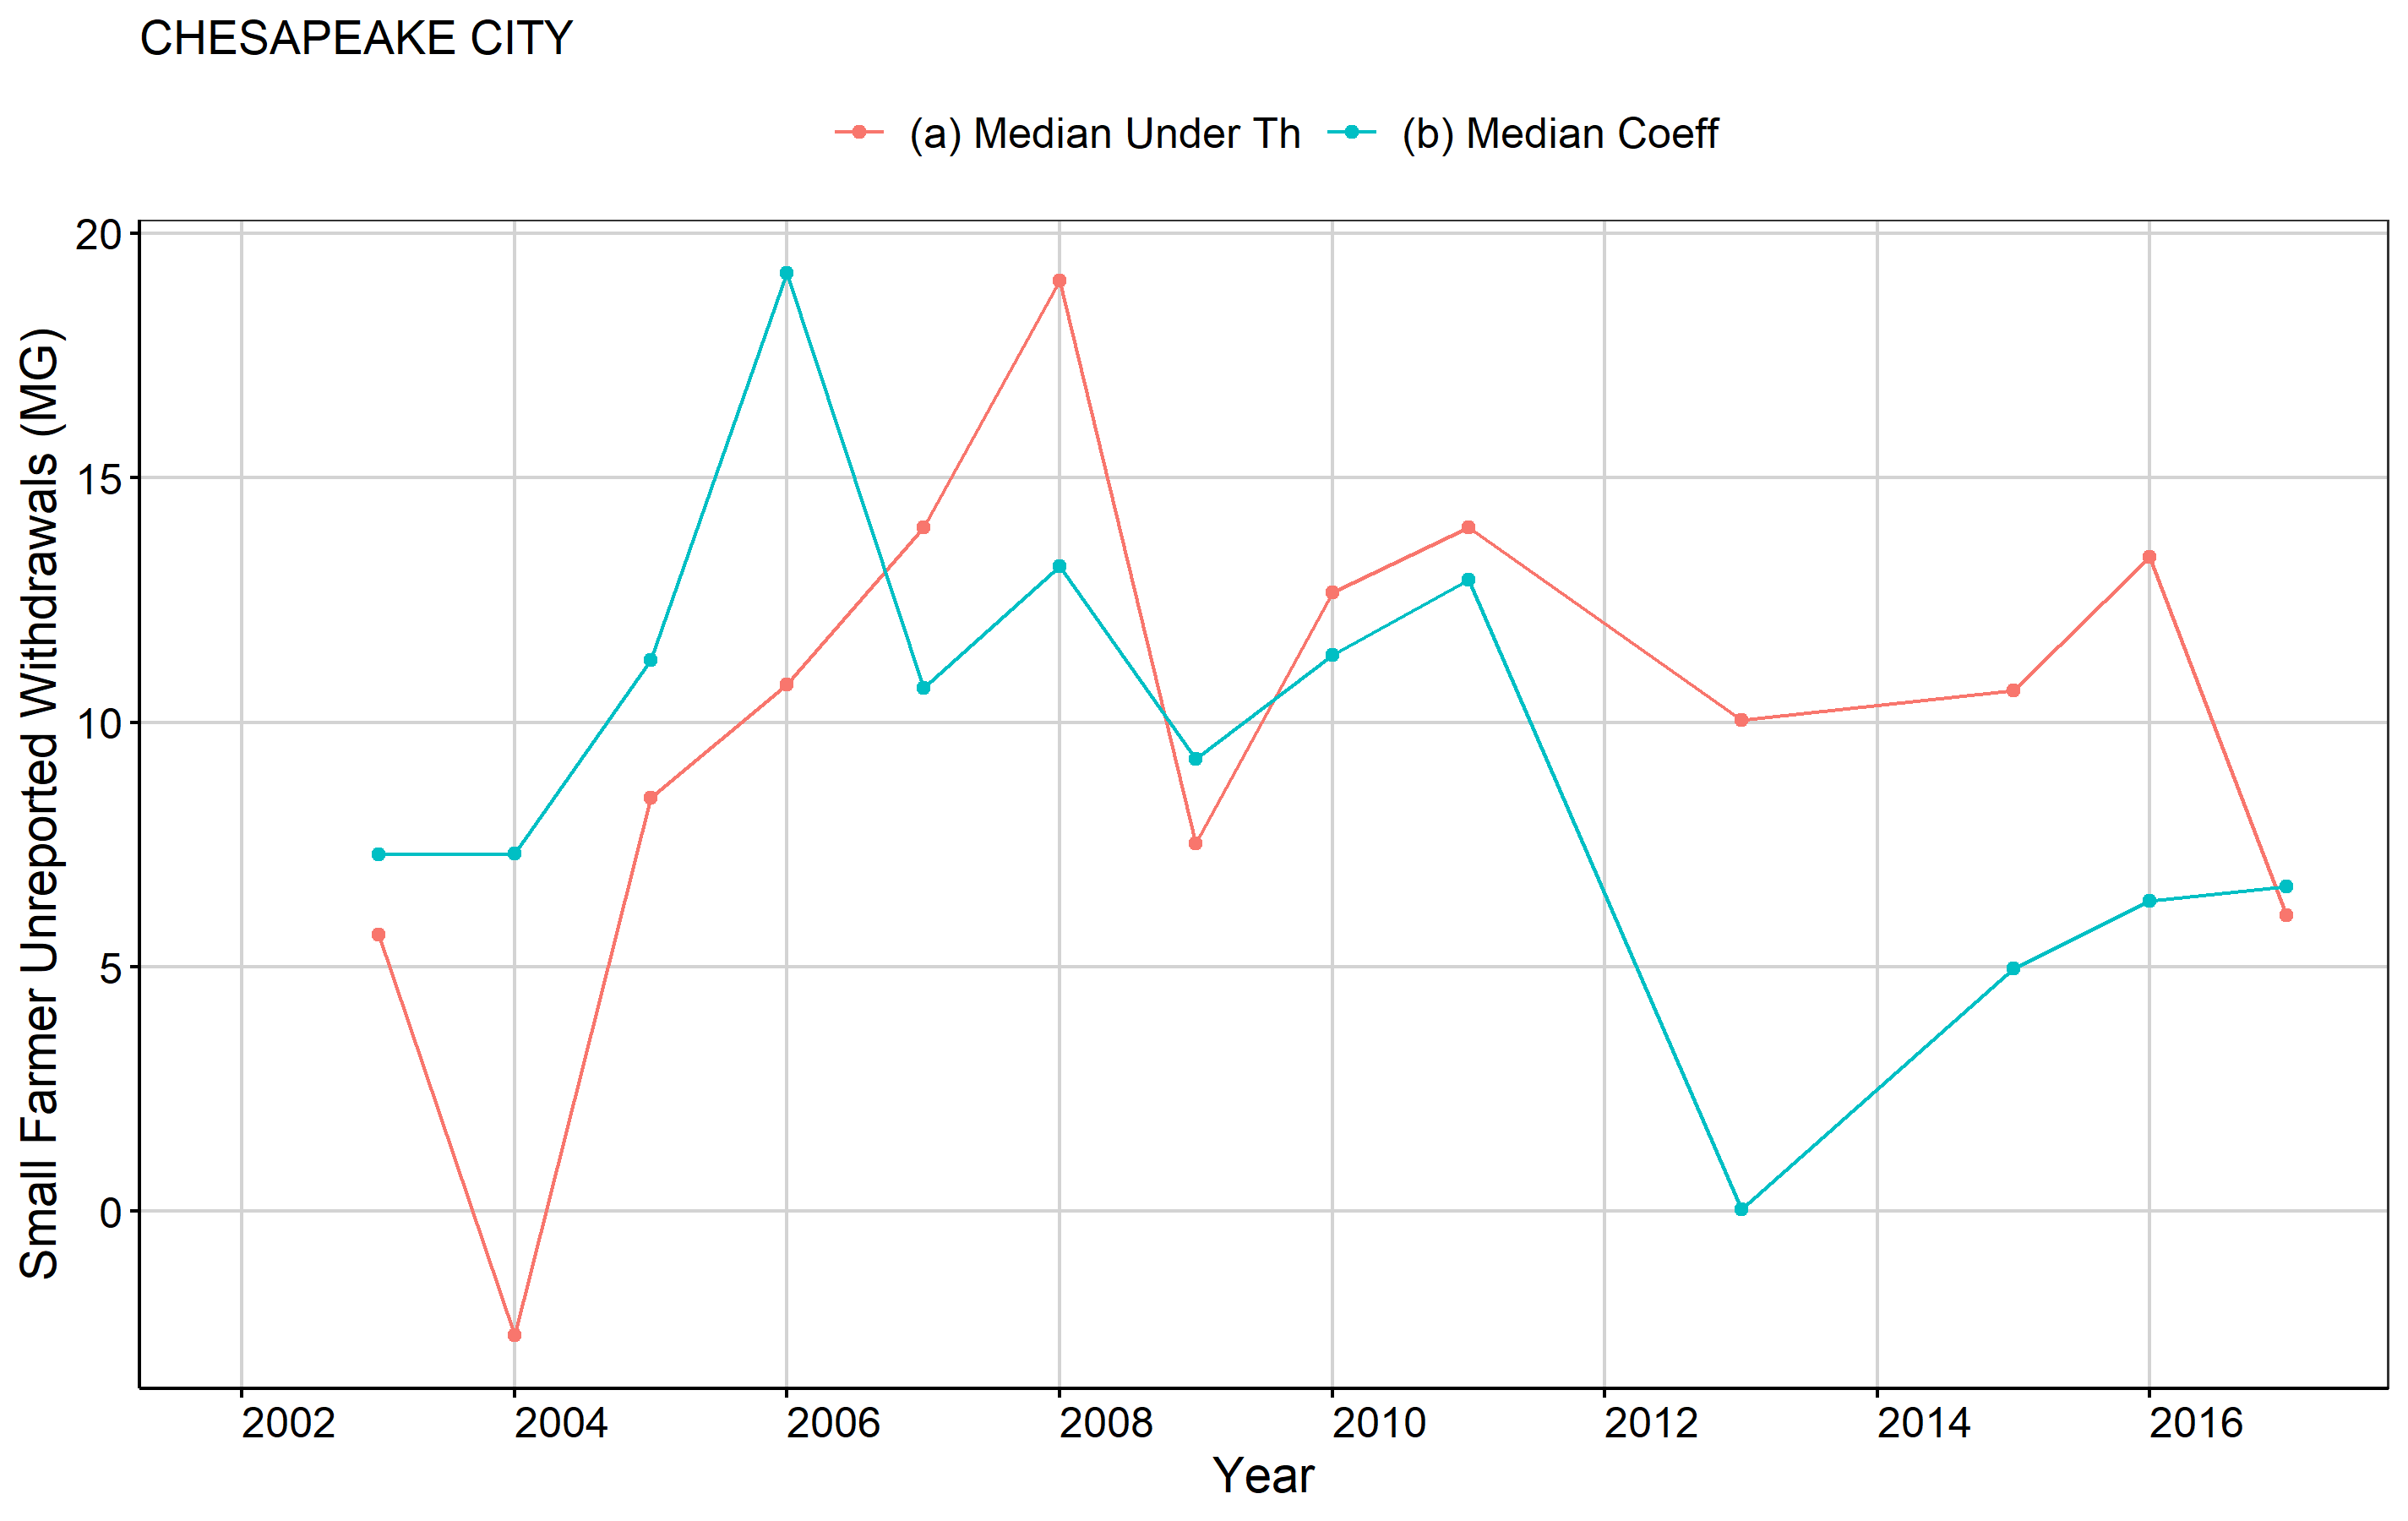 CHESAPEAKE CITY
(a) Median Under Th (b) Median Coeff
Small Farmer Unreported Withdrawals (MG)
20
15
10
5
0
2002 2004 2006 2008 2010 2012 2014 2016
Year